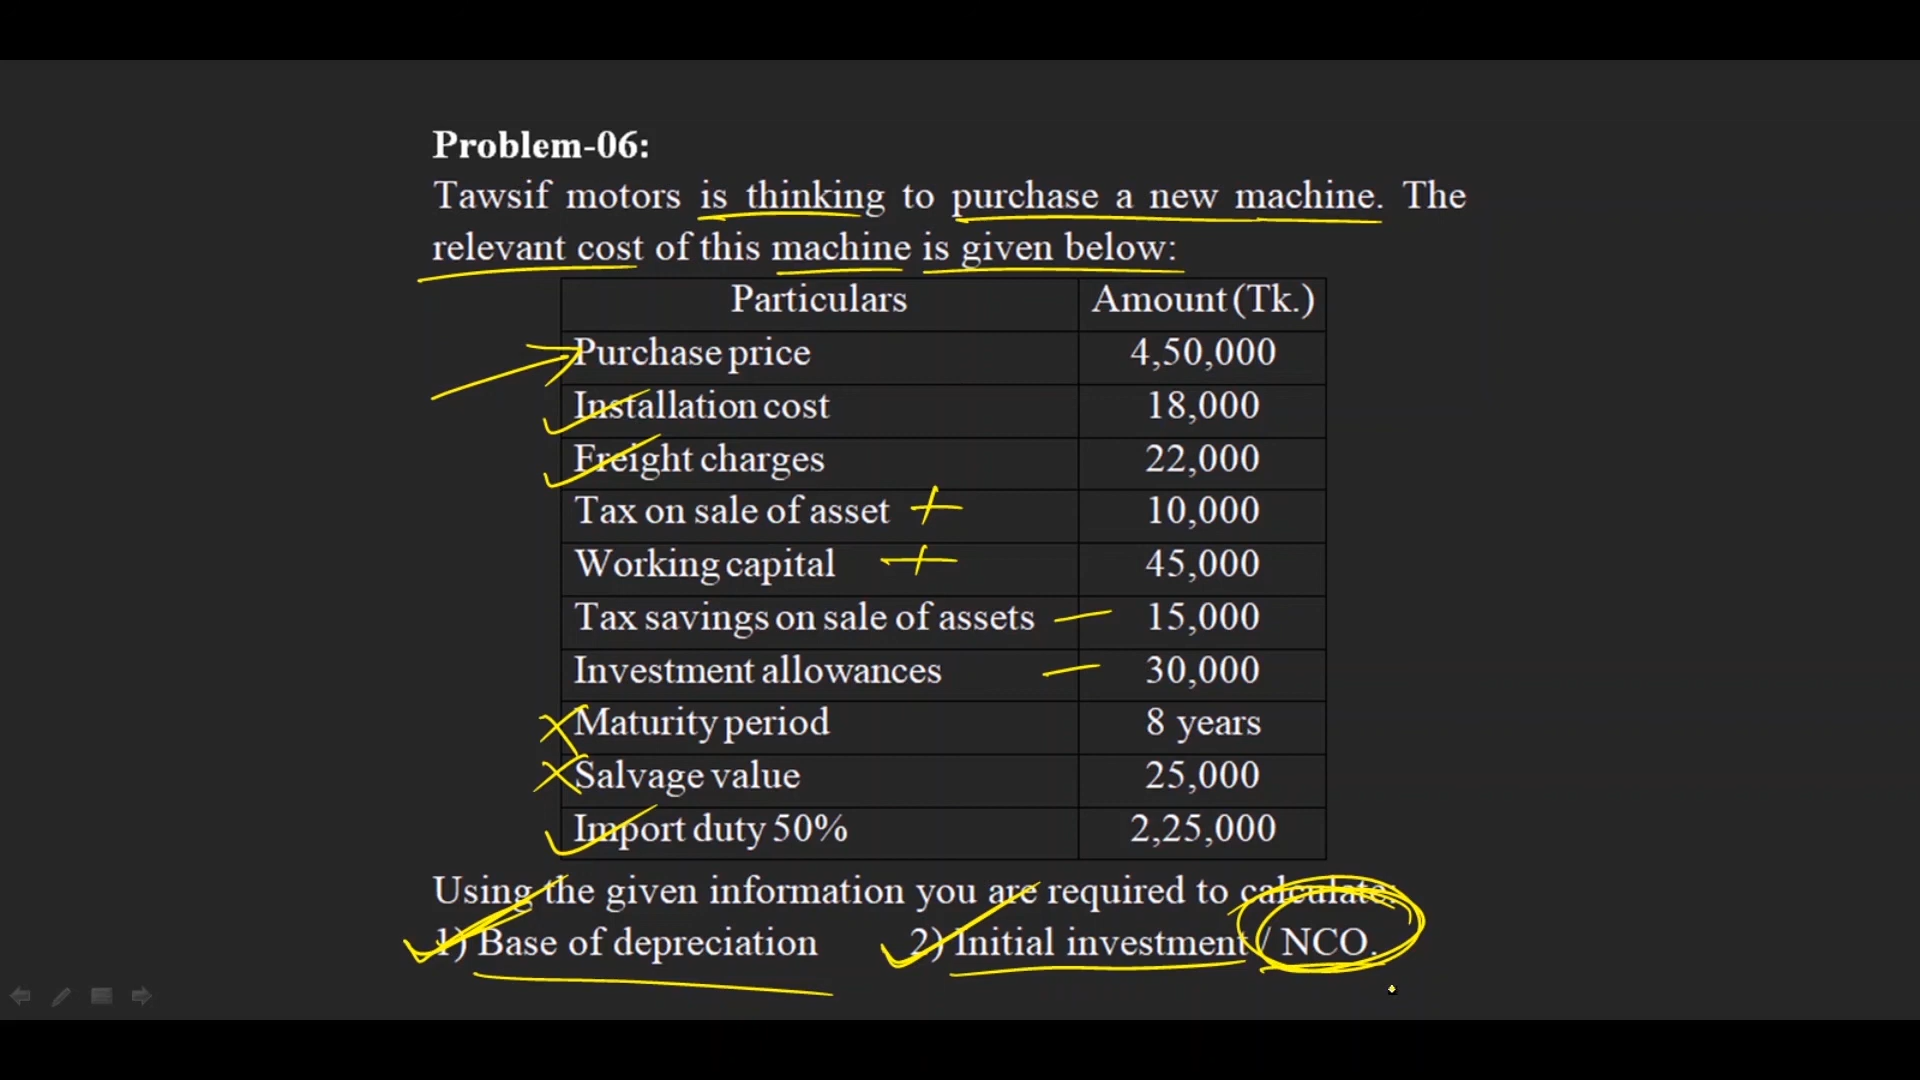 Problem-06:
Tawsif motors is thinking to purchase a new machine. The
relevant cost of this machine is given below:
Particulars Amount (Tk.)
Purchase price 4,50,000
Installation cost 18,000
Freight charges 22,000
Tax on sale of asset + 10,000
Working capital + 45,000
Tax savings on sale of assets — 15,000
Investment allowances — 30,000
Maturity period 8 years
Salvage value 25,000
Import duty 50% 2,25,000
Using the given information you are required to calculate:
1) Base of depreciation 2) Initial investment / NCO.